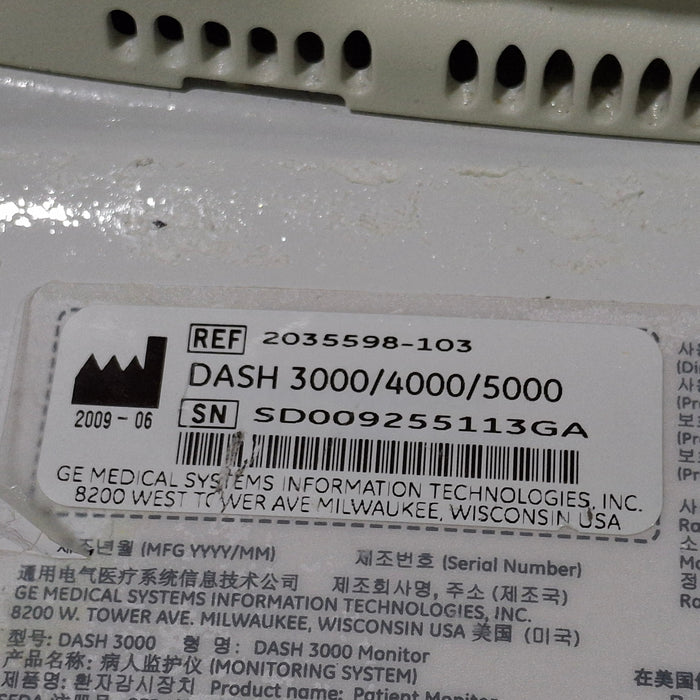 REF 2035598-103
DASH 3000/4000/5000
2009-06
SN SD009255113GA
GE MEDICAL SYSTEMS INFORMATION TECHNOLOGIES, INC.
8200 WEST TOWER AVE MILWAUKEE, WISCONSIN USA
제조년월 (MFG YYYY/MM)
제조번호 (Serial Number)
通用电气医疗系统信息技术公司 제조회사명, 주소 (제조국)
GE MEDICAL SYSTEMS INFORMATION TECHNOLOGIES, INC.
8200 W. TOWER AVE. MILWAUKEE, WISCONSIN USA 美国 (미국)
型号: DASH 3000 형 명: DASH 3000 Monitor
产品名称: 病人监护仪 (MONITORING SYSTEM)
제품명: 환자감시장치 Product name: Patient Monitor
在美国